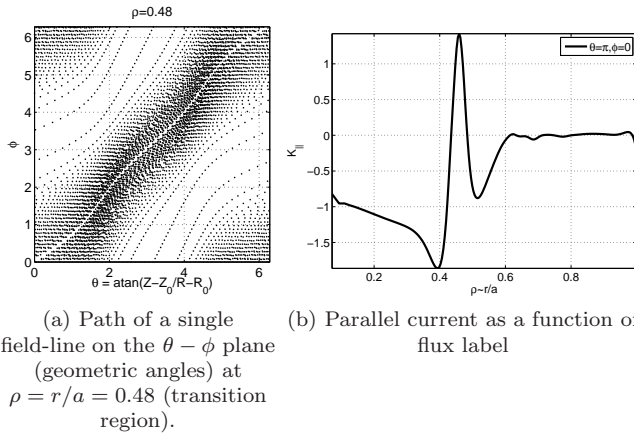 ρ=0.48
6
5
4
3
2
1
0
φ
0 2 4 6
θ = atan(Z−Z₀/R−R₀)
(a) Path of a single
field-line on the θ − ϕ plane
(geometric angles) at
ρ = r/a = 0.48 (transition
region).
θ=π,φ=0
1
0.5
0
−0.5
−1
−1.5
K||
0.2 0.4 0.6 0.8 1
ρ~r/a
(b) Parallel current as a function of
flux label